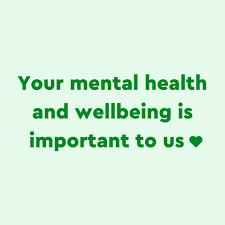 Your mental health
and wellbeing is
important to us